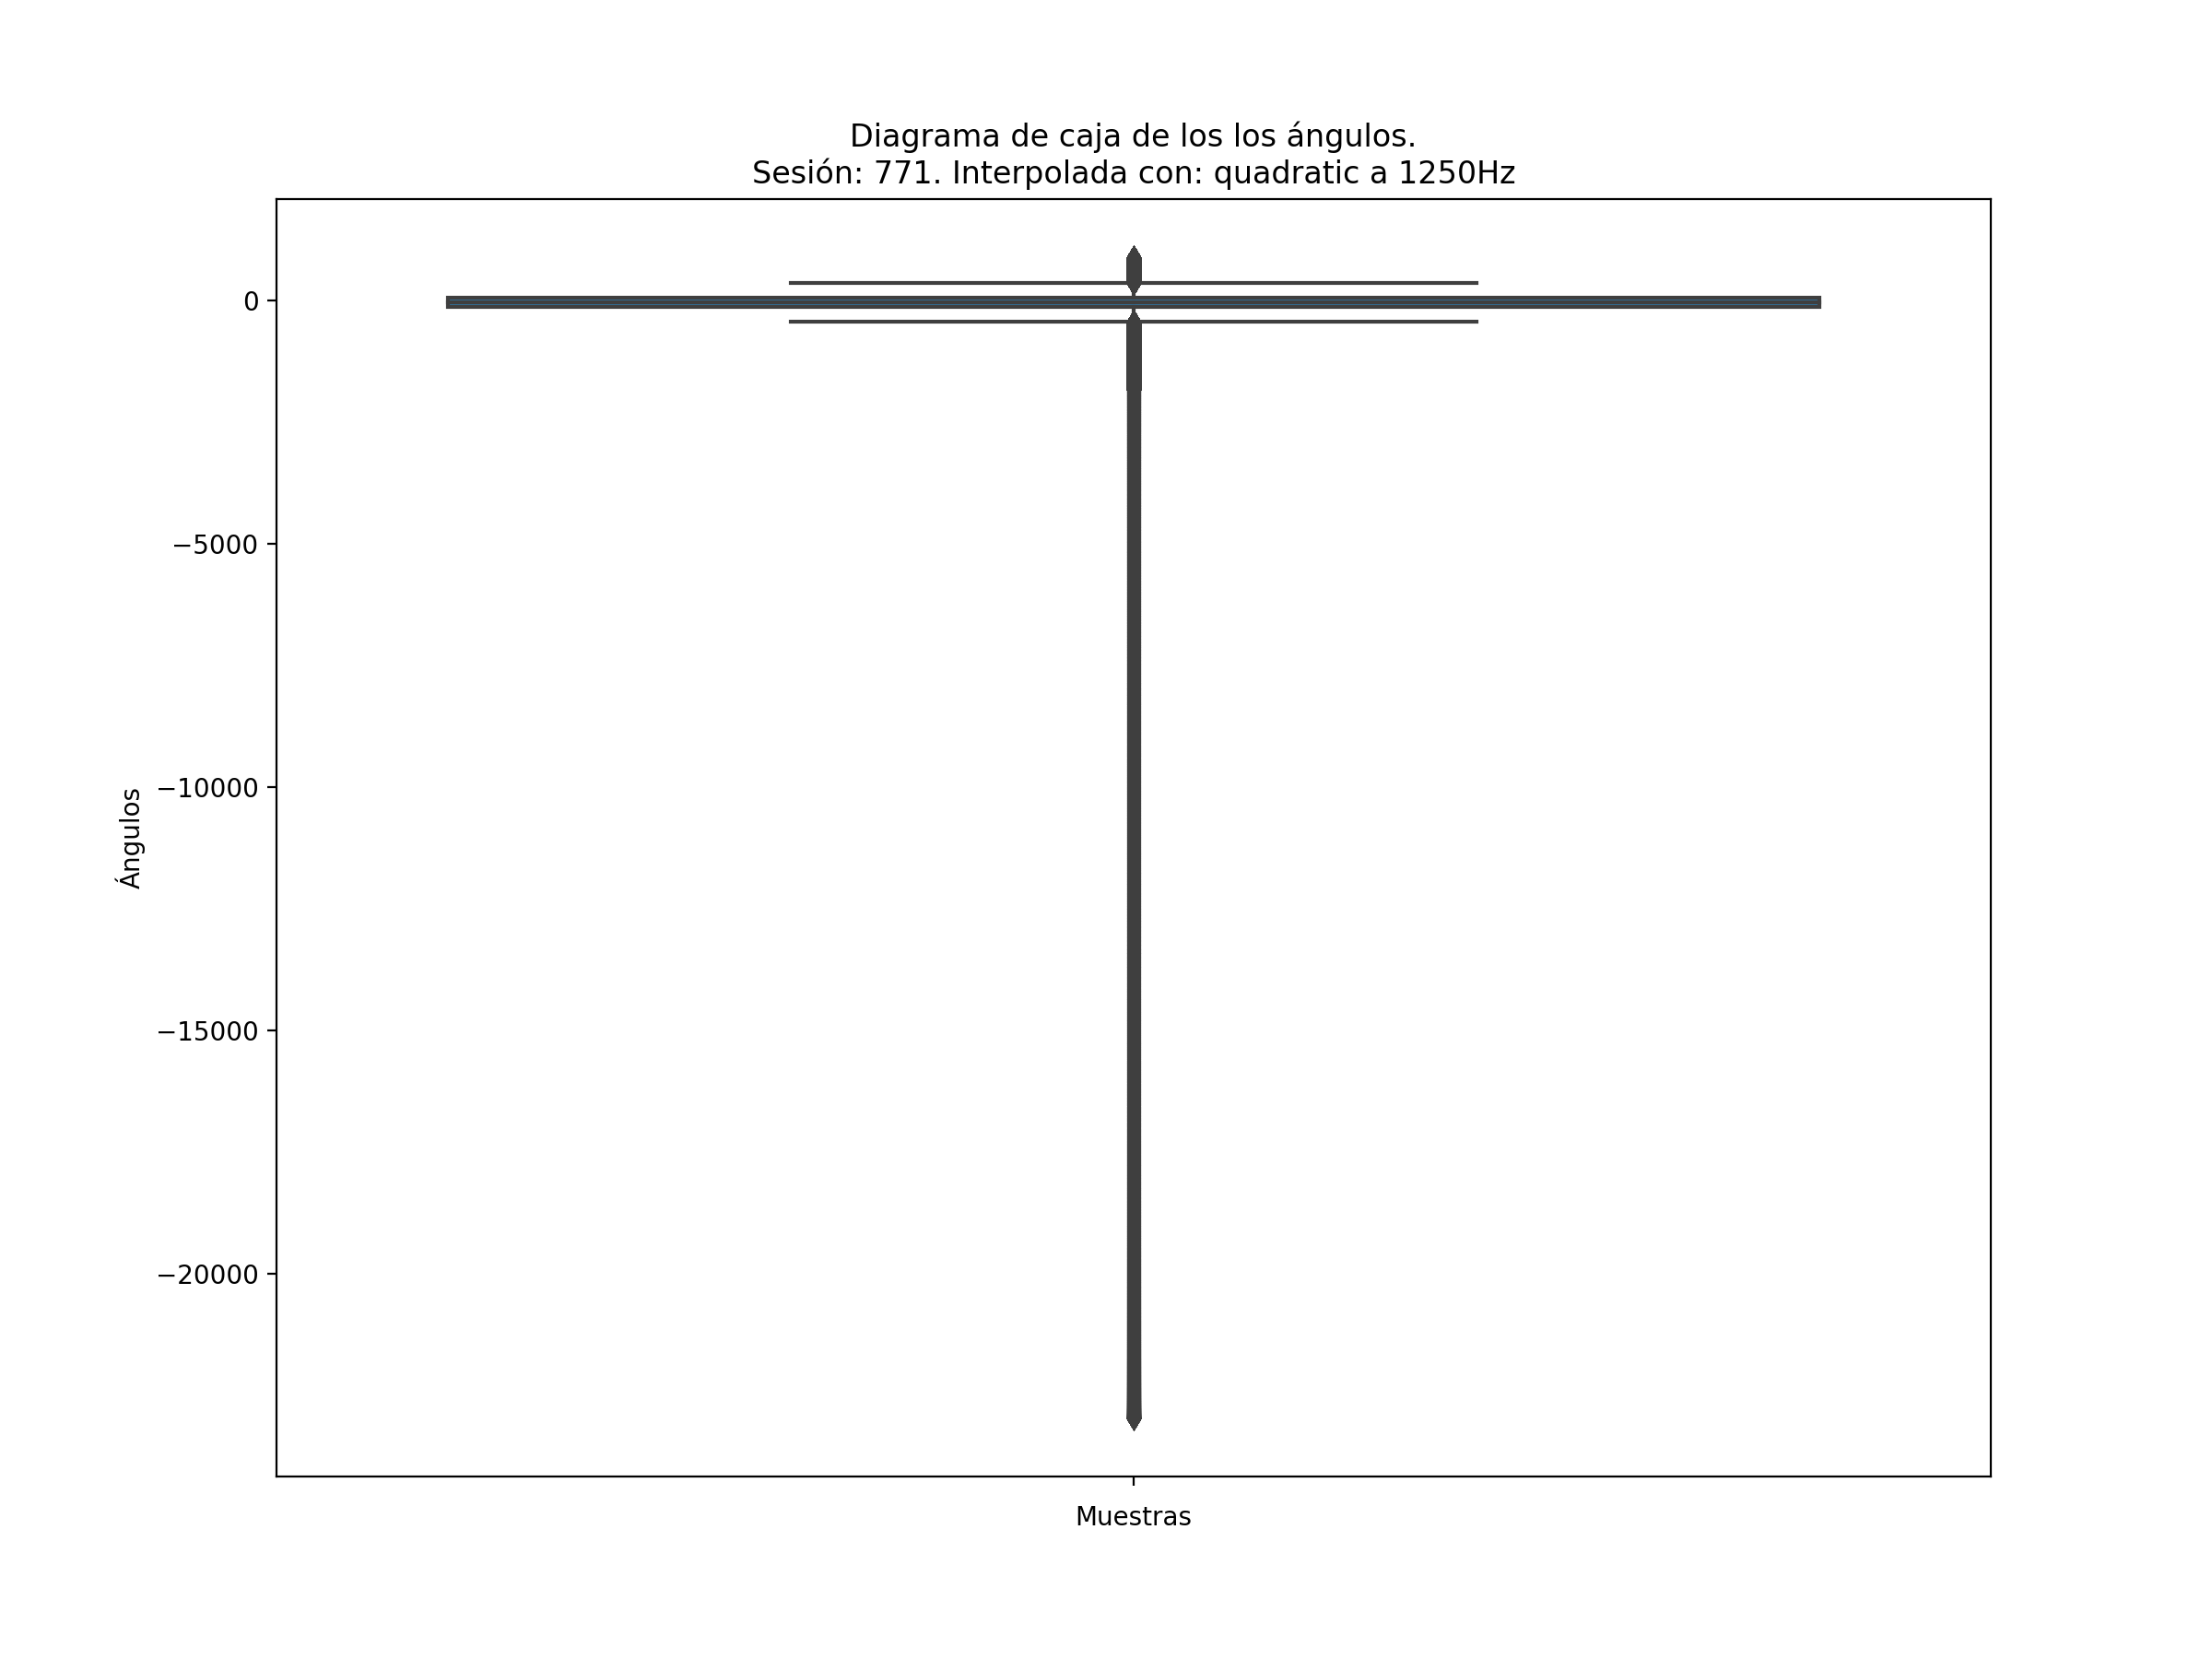 Diagrama de caja de los los ángulos.
Sesión: 771. Interpolada con: quadratic a 1250Hz
0
−5000
−10000
−15000
−20000
Ángulos
Muestras